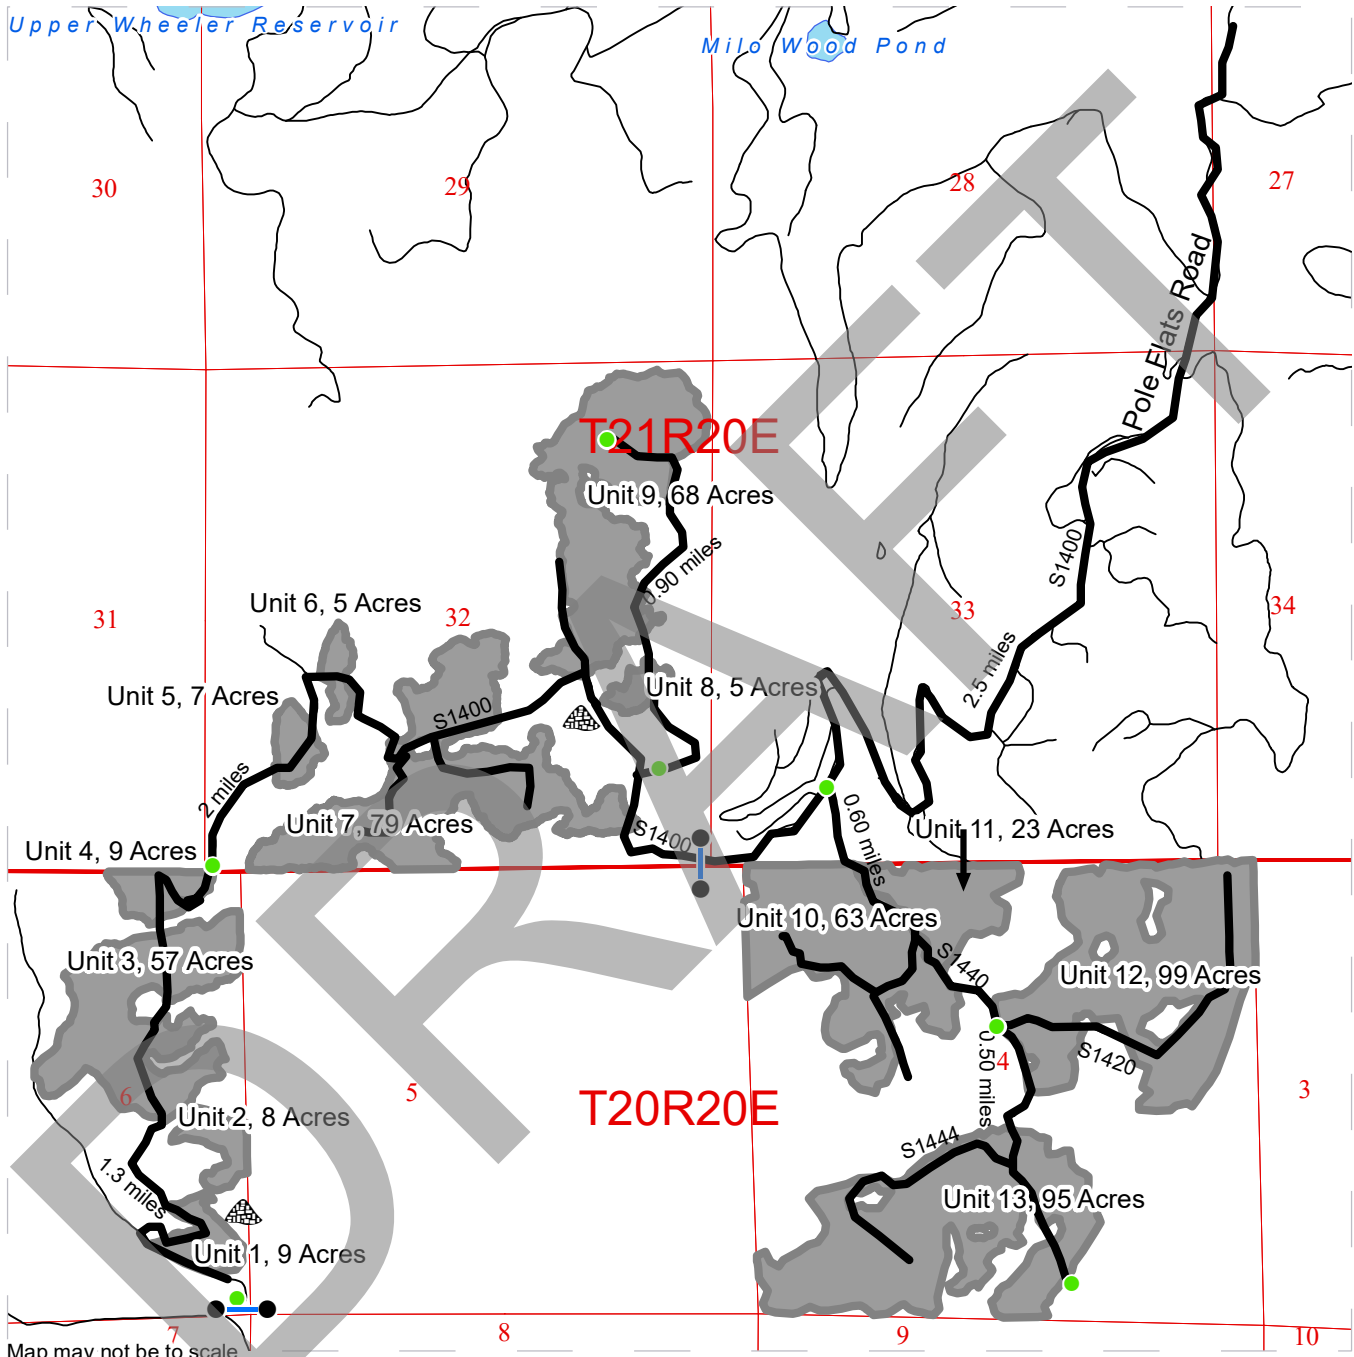 Upper Wheeler Reservoir
Milo Wood Pond
30
29
28
27
Pole Flats Road
T21R20E
Unit 9, 68 Acres
0.90 miles
S1400
31
Unit 6, 5 Acres
32
33
34
2.5 miles
Unit 5, 7 Acres
Unit 8, 5 Acres
S1400
2 miles
Unit 7, 79 Acres
S1400
0.60 miles
Unit 11, 23 Acres
Unit 4, 9 Acres
Unit 10, 63 Acres
Unit 3, 57 Acres
S1440
Unit 12, 99 Acres
6
5
T20R20E
0.50 miles
4
S1420
3
Unit 2, 8 Acres
S1444
1.3 miles
Unit 13, 95 Acres
Unit 1, 9 Acres
7
8
9
10
Map may not be to scale
DRAFT